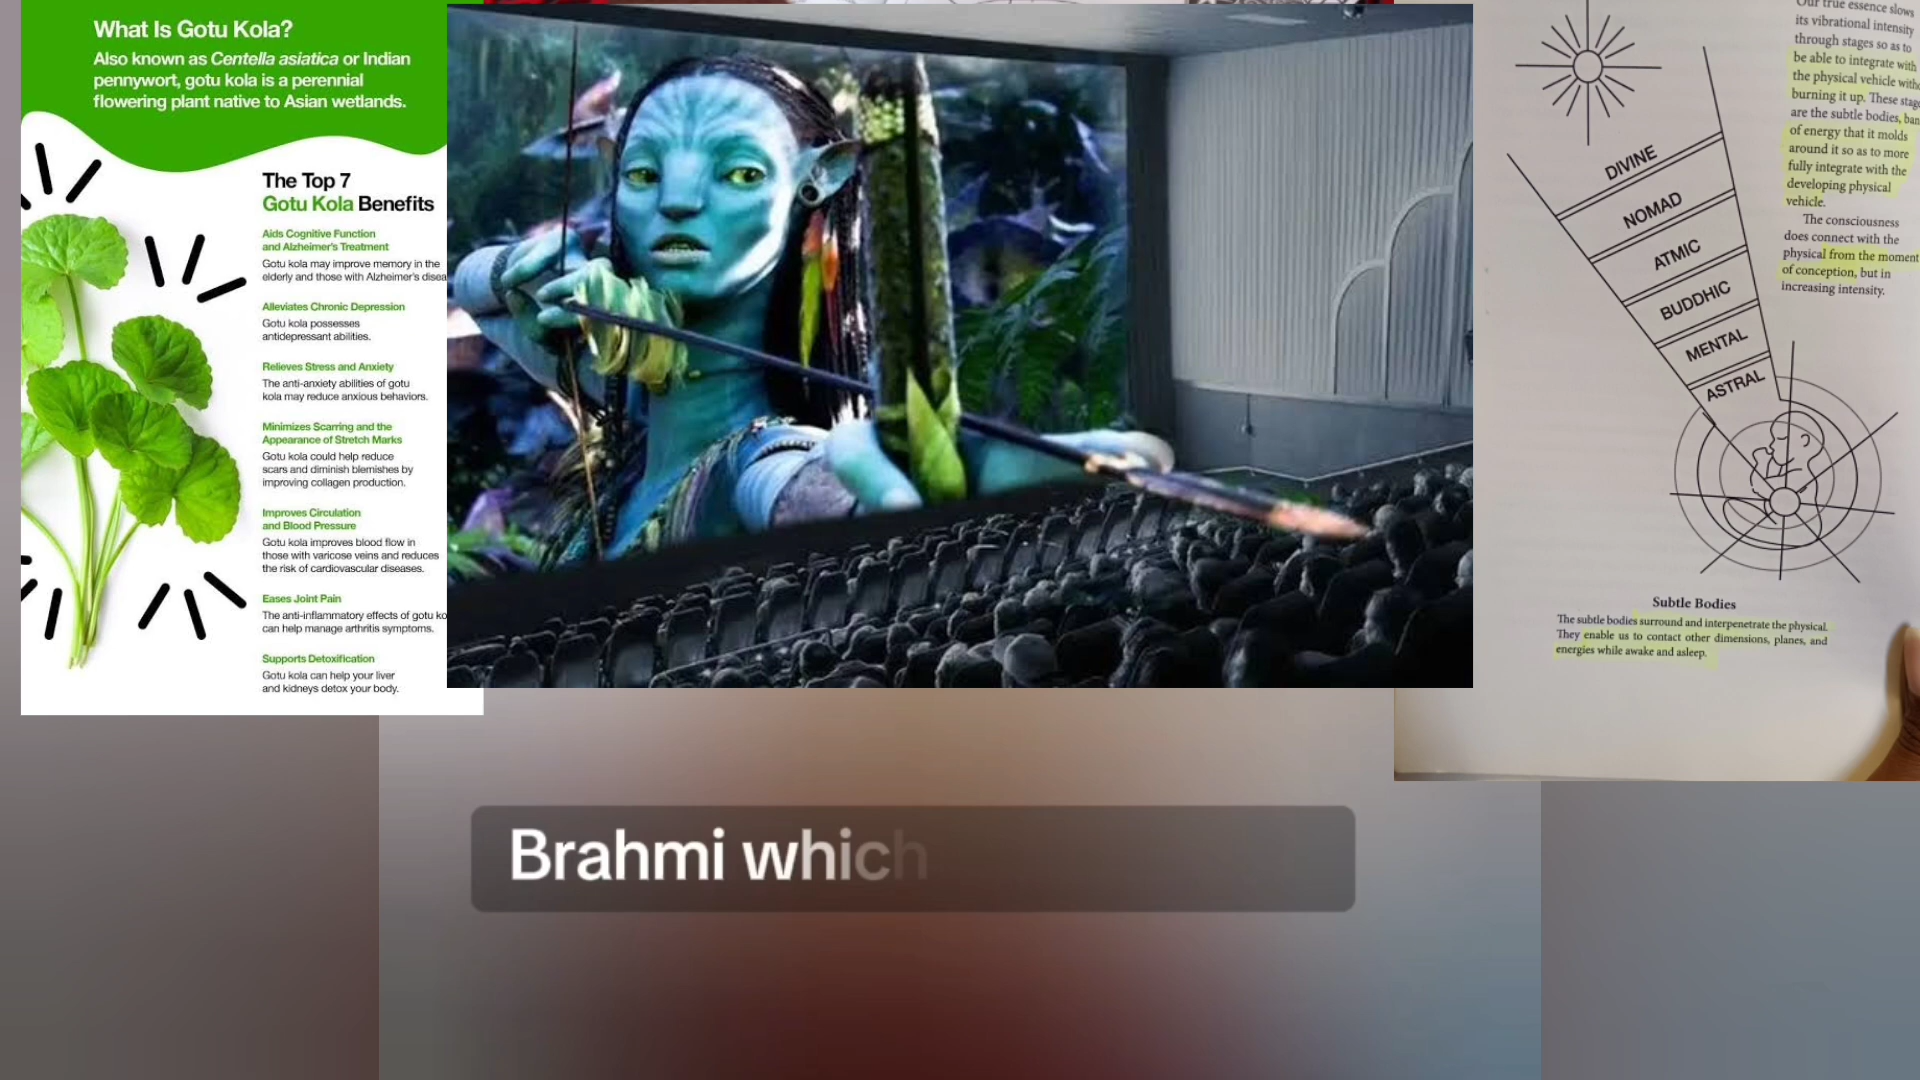 What Is Gotu Kola?
Also known as Centella asiatica or Indian
pennywort, gotu kola is a perennial
flowering plant native to Asian wetlands.
The Top 7
Gotu Kola Benefits
Aids Cognitive Function
and Alzheimer's Treatment
Gotu kola may improve memory in the
elderly and those with Alzheimer's
Alleviates Chronic Depression
Gotu kola possesses
antidepressant abilities.
Relieves Stress and Anxiety
The anti-anxiety abilities of gotu
kola may reduce anxious behaviors.
Minimizes Scarring and the
Appearance of Stretch Marks
Gotu kola could help reduce
scars and diminish blemishes by
improving collagen production.
Improves Circulation
and Blood Pressure
Gotu kola improves blood flow in
those with varicose veins and reduces
the risk of cardiovascular diseases.
Eases Joint Pain
The anti-inflammatory effects of gotu
can help manage arthritis symptoms.
Supports Detoxification
Gotu kola can help your liver
and kidneys detox your body.
Our true essence slows
its vibrational intensity
through stages so as to
be able to integrate with
the physical vehicle
burning it up. These
are the subtle bodies,
of energy that it molds
around it so as to more
fully integrate with the
developing physical
vehicle.
The consciousness
does connect with the
physical from the moment
of conception, but in
increasing intensity.
DIVINE
NOMAD
ATMIC
BUDDHIC
MENTAL
ASTRAL
Subtle Bodies
The subtle bodies surround and interpenetrate the physical.
They enable us to contact other dimensions, planes, and
energies while awake and asleep.
Brahmi which